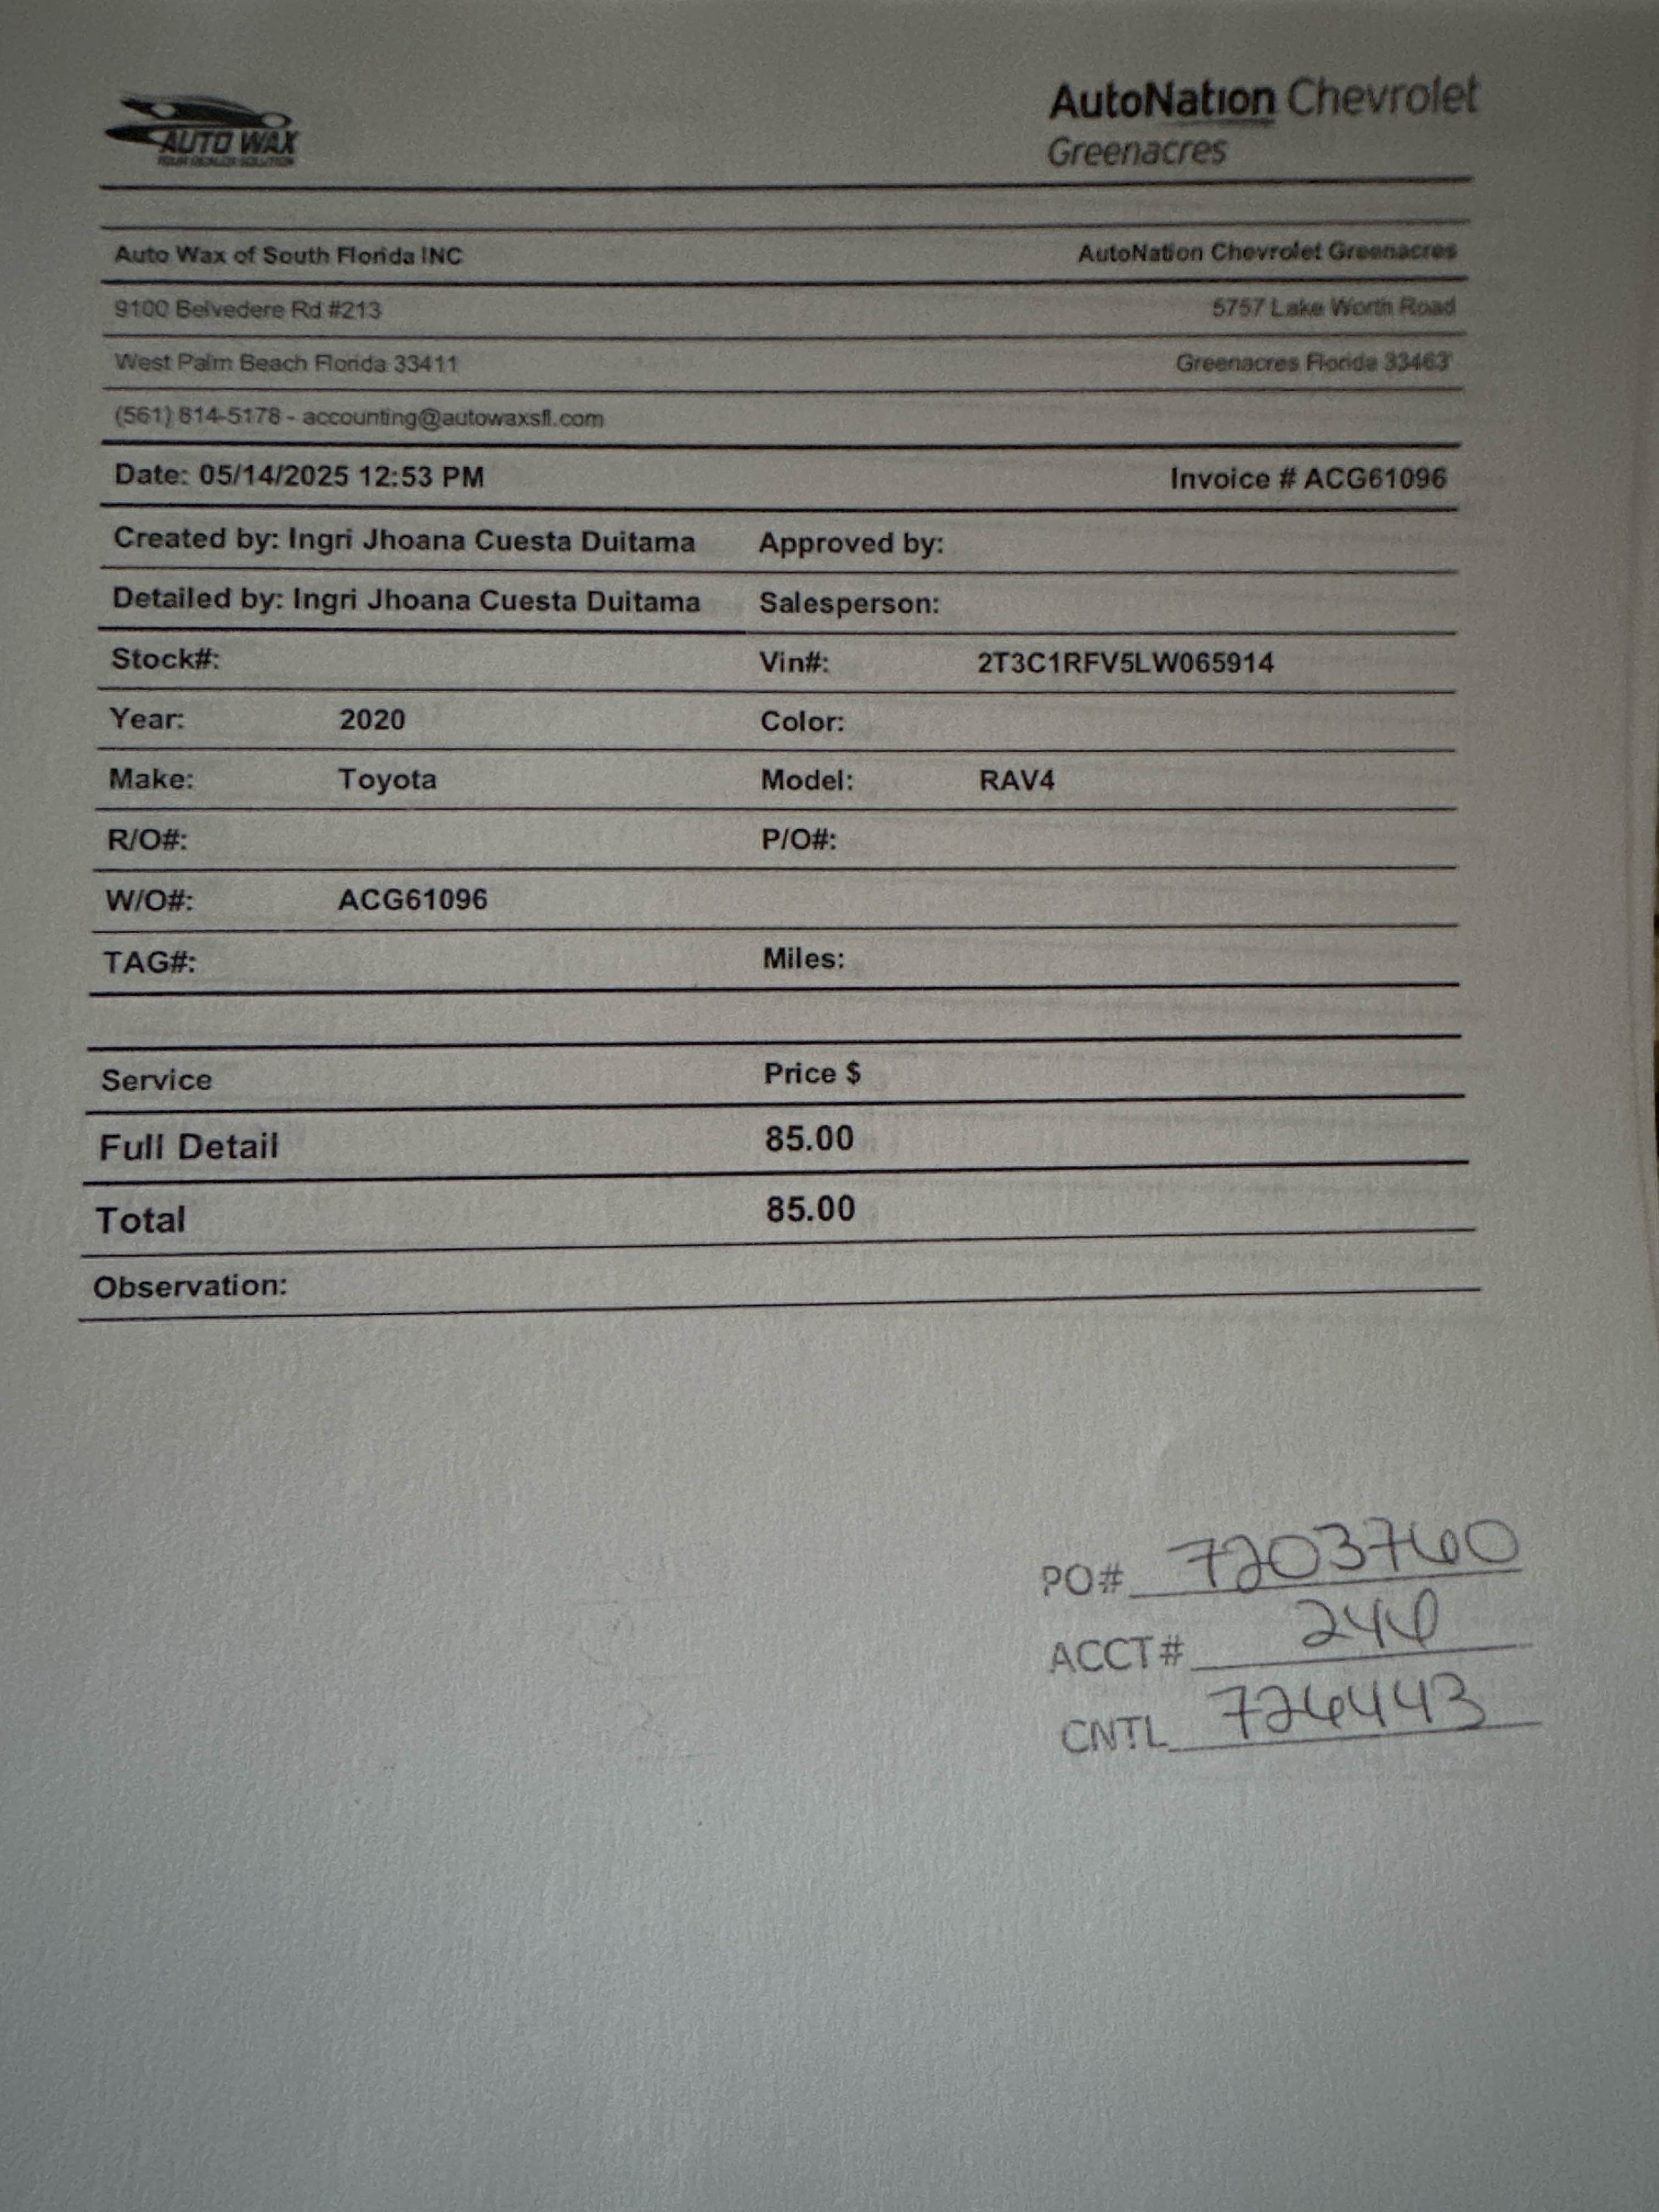 AUTO WAX
YOUR DEALER SOLUTION
AutoNation Chevrolet
Greenacres
Auto Wax of South Florida INC
AutoNation Chevrolet Greenacres
9100 Belvedere Rd #213
5757 Lake Worth Road
West Palm Beach Florida 33411
Greenacres Florida 33463
(561) 814-5178 - accounting@autowaxsfl.com
Date: 05/14/2025 12:53 PM
Invoice # ACG61096
Created by: Ingri Jhoana Cuesta Duitama
Approved by:
Detailed by: Ingri Jhoana Cuesta Duitama
Salesperson:
Stock#:
Vin#: 2T3C1RFV5LW065914
Year: 2020
Color:
Make: Toyota
Model: RAV4
R/O#:
P/O#:
W/O#: ACG61096
TAG#:
Miles:
Service Price $
Full Detail 85.00
Total 85.00
Observation:
PO# 7203760
ACCT# 246
CNTL 726443